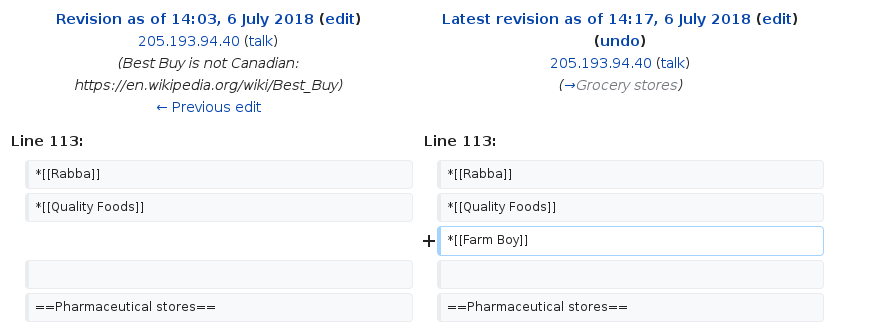 Revision as of 14:03, 6 July 2018 (edit)
205.193.94.40 (talk)
(Best Buy is not Canadian:
https://en.wikipedia.org/wiki/Best_Buy)
← Previous edit
Latest revision as of 14:17, 6 July 2018 (edit)
(undo)
205.193.94.40 (talk)
(→Grocery stores)
Line 113:
Line 113:
*[[Rabba]]
*[[Rabba]]
*[[Quality Foods]]
*[[Quality Foods]]
+ *[[Farm Boy]]
==Pharmaceutical stores==
==Pharmaceutical stores==